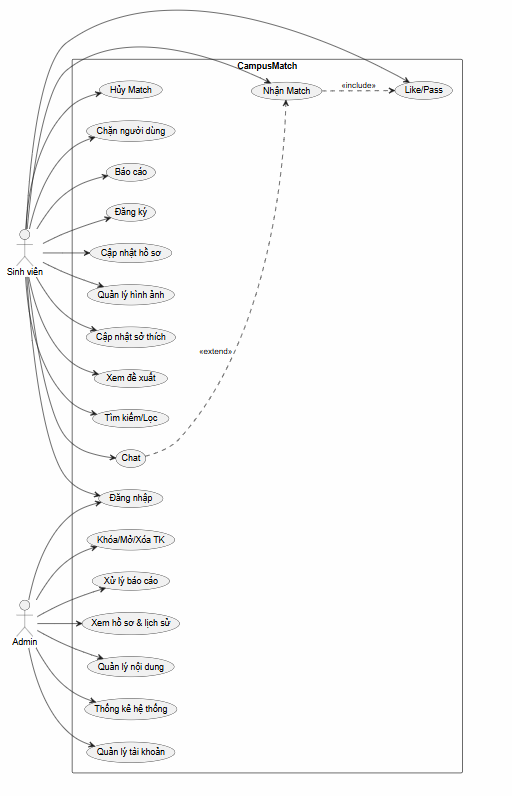 CampusMatch
Hủy Match
Nhận Match
«include»
Like/Pass
Chặn người dùng
Báo cáo
Đăng ký
Sinh viên
Cập nhật hồ sơ
Quản lý hình ảnh
Cập nhật sở thích
«extend»
Xem đề xuất
Tìm kiếm/Lọc
Chat
Đăng nhập
Khóa/Mở/Xóa TK
Xử lý báo cáo
Admin
Xem hồ sơ & lịch sử
Quản lý nội dung
Thống kê hệ thống
Quản lý tài khoản